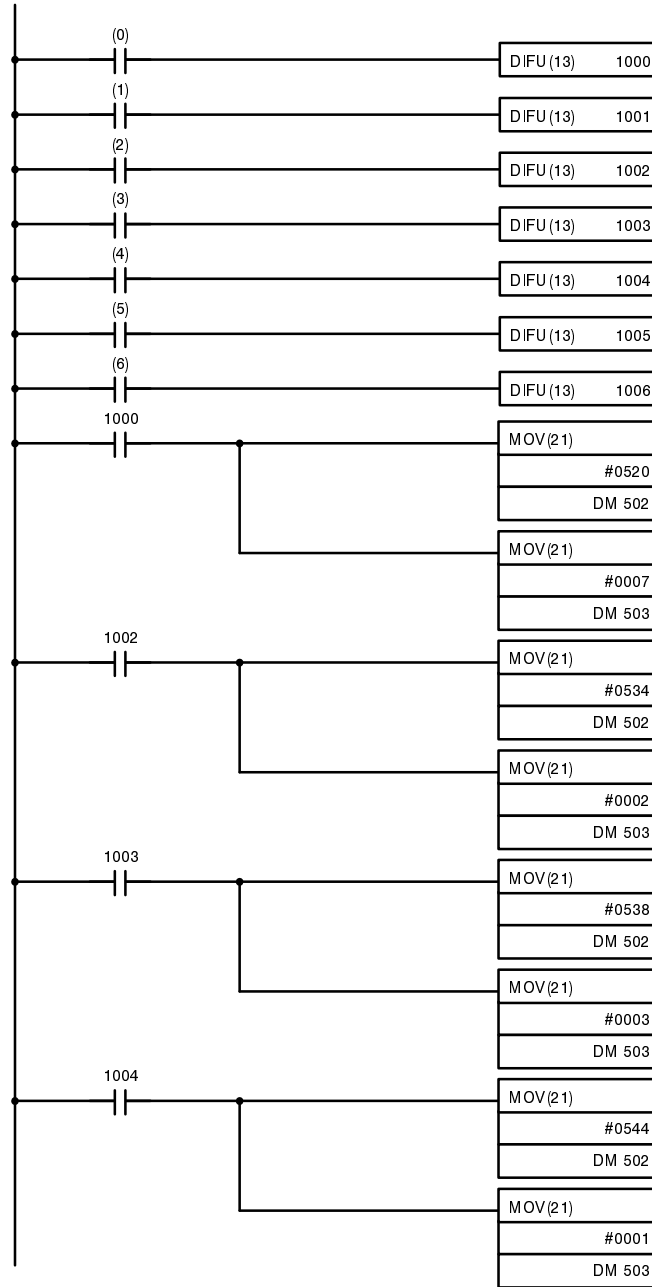 (0)
DIFU(13) 1000
(1)
DIFU(13) 1001
(2)
DIFU(13) 1002
(3)
DIFU(13) 1003
(4)
DIFU(13) 1004
(5)
DIFU(13) 1005
(6)
DIFU(13) 1006
1000
MOV(21)
#0520
DM 502
MOV(21)
#0007
DM 503
1002
MOV(21)
#0534
DM 502
MOV(21)
#0002
DM 503
1003
MOV(21)
#0538
DM 502
MOV(21)
#0003
DM 503
1004
MOV(21)
#0544
DM 502
MOV(21)
#0001
DM 503